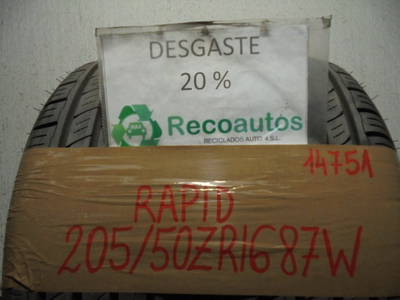 DESGASTE
20 %
Recoautos
RECICLADOS AUTO 4 S.L.
14751
RAPID
205/50ZR16 87W